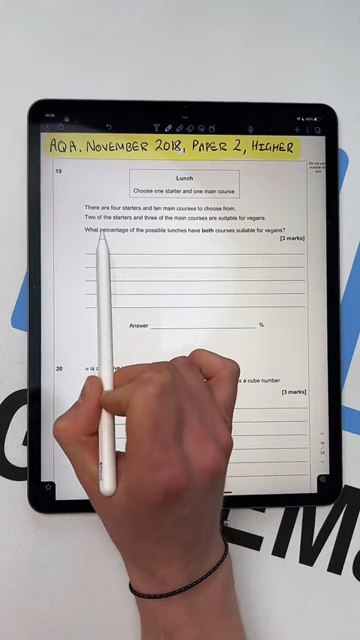 AQA, NOVEMBER 2018, PAPER 2, HIGHER
19
Lunch
Choose one starter and one main course
There are four starters and ten main courses to choose from.
Two of the starters and three of the main courses are suitable for vegans.
What percentage of the possible lunches have both courses suitable for vegans?
[3 marks]
Answer %
20
is a cube number.
[3 marks]